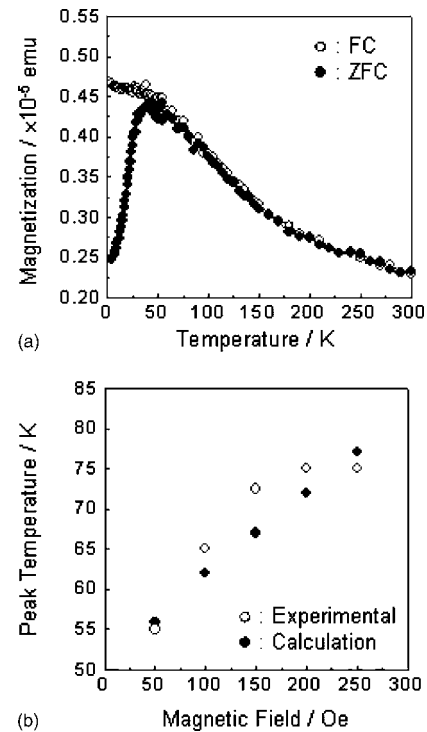 0.55
0.50
0.45
0.40
0.35
0.30
0.25
0.20
Magnetization / ×10⁻⁵ emu
○ : FC
● : ZFC
0 50 100 150 200 250 300
(a) Temperature / K
85
80
75
70
65
60
55
50
Peak Temperature / K
○ : Experimental
● : Calculation
0 50 100 150 200 250 300
(b) Magnetic Field / Oe